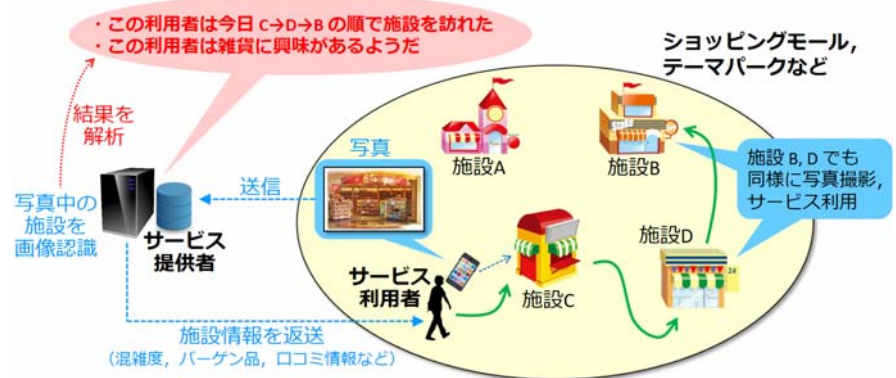 ・この利用者は今日 C→D→B の順で施設を訪れた
・この利用者は雑貨に興味があるようだ
ショッピングモール,
テーマパークなど
結果を
解析
写真
施設A
施設B
施設 B, D でも
同様に写真撮影,
サービス利用
送信
写真中の
施設を
画像認識
サービス
提供者
サービス
利用者
施設C
施設D
24
施設情報を返送
(混雑度, バーゲン品, 口コミ情報など)